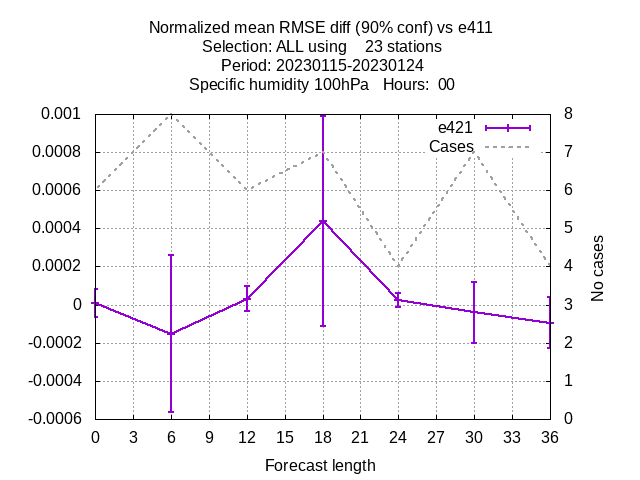 Normalized mean RMSE diff (90% conf) vs e411
Selection: ALL using    23 stations
Period: 20230115-20230124
Specific humidity 100hPa   Hours:  00
e421
Cases
0.001
0.0008
0.0006
0.0004
0.0002
0
-0.0002
-0.0004
-0.0006
8
7
6
5
4
3
2
1
0
No cases
0 3 6 9 12 15 18 21 24 27 30 33 36
Forecast length